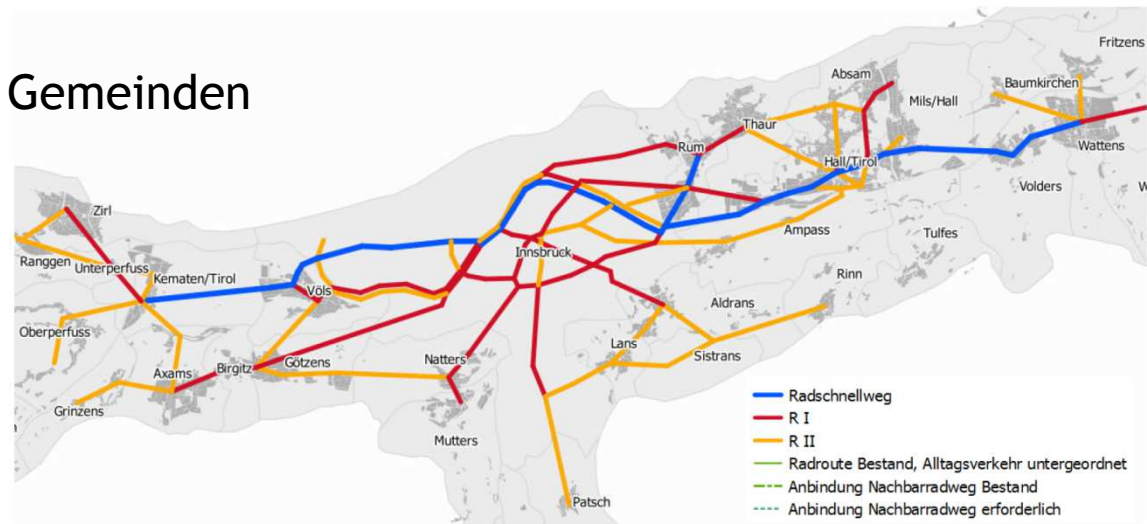 Gemeinden
Fritzens
Absam
Baumkirchen
Mils/Hall
Thaur
Rum
Wattens
Hall/Tirol
Volders
W
Zirl
Ampass
Tulfes
Innsbruck
Ranggen
Unterperfuss
Kematen/Tirol
Rinn
Völs
Aldrans
Oberperfuss
Lans
Sistrans
Natters
Götzens
Birgitz
Axams
Grinzens
n
Mutters
Patsch
Radschnellweg
R I
R II
Radroute Bestand, Alltagsverkehr untergeordnet
Anbindung Nachbarradweg Bestand
Anbindung Nachbarradweg erforderlich